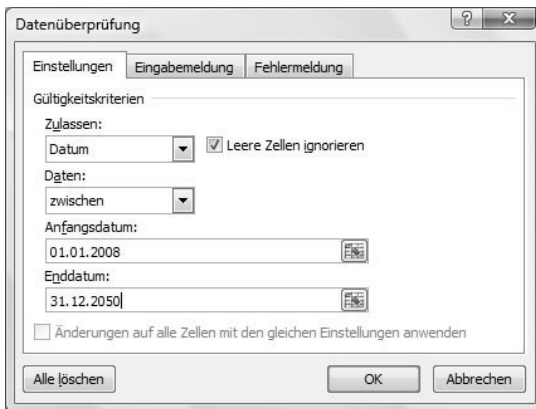 Datenüberprüfung
Einstellungen Eingabemeldung Fehlermeldung
Gültigkeitskriterien
Zulassen:
Datum Leere Zellen ignorieren
Daten:
zwischen
Anfangsdatum:
01.01.2008
Enddatum:
31.12.2050
Änderungen auf alle Zellen mit den gleichen Einstellungen anwenden
Alle löschen OK Abbrechen